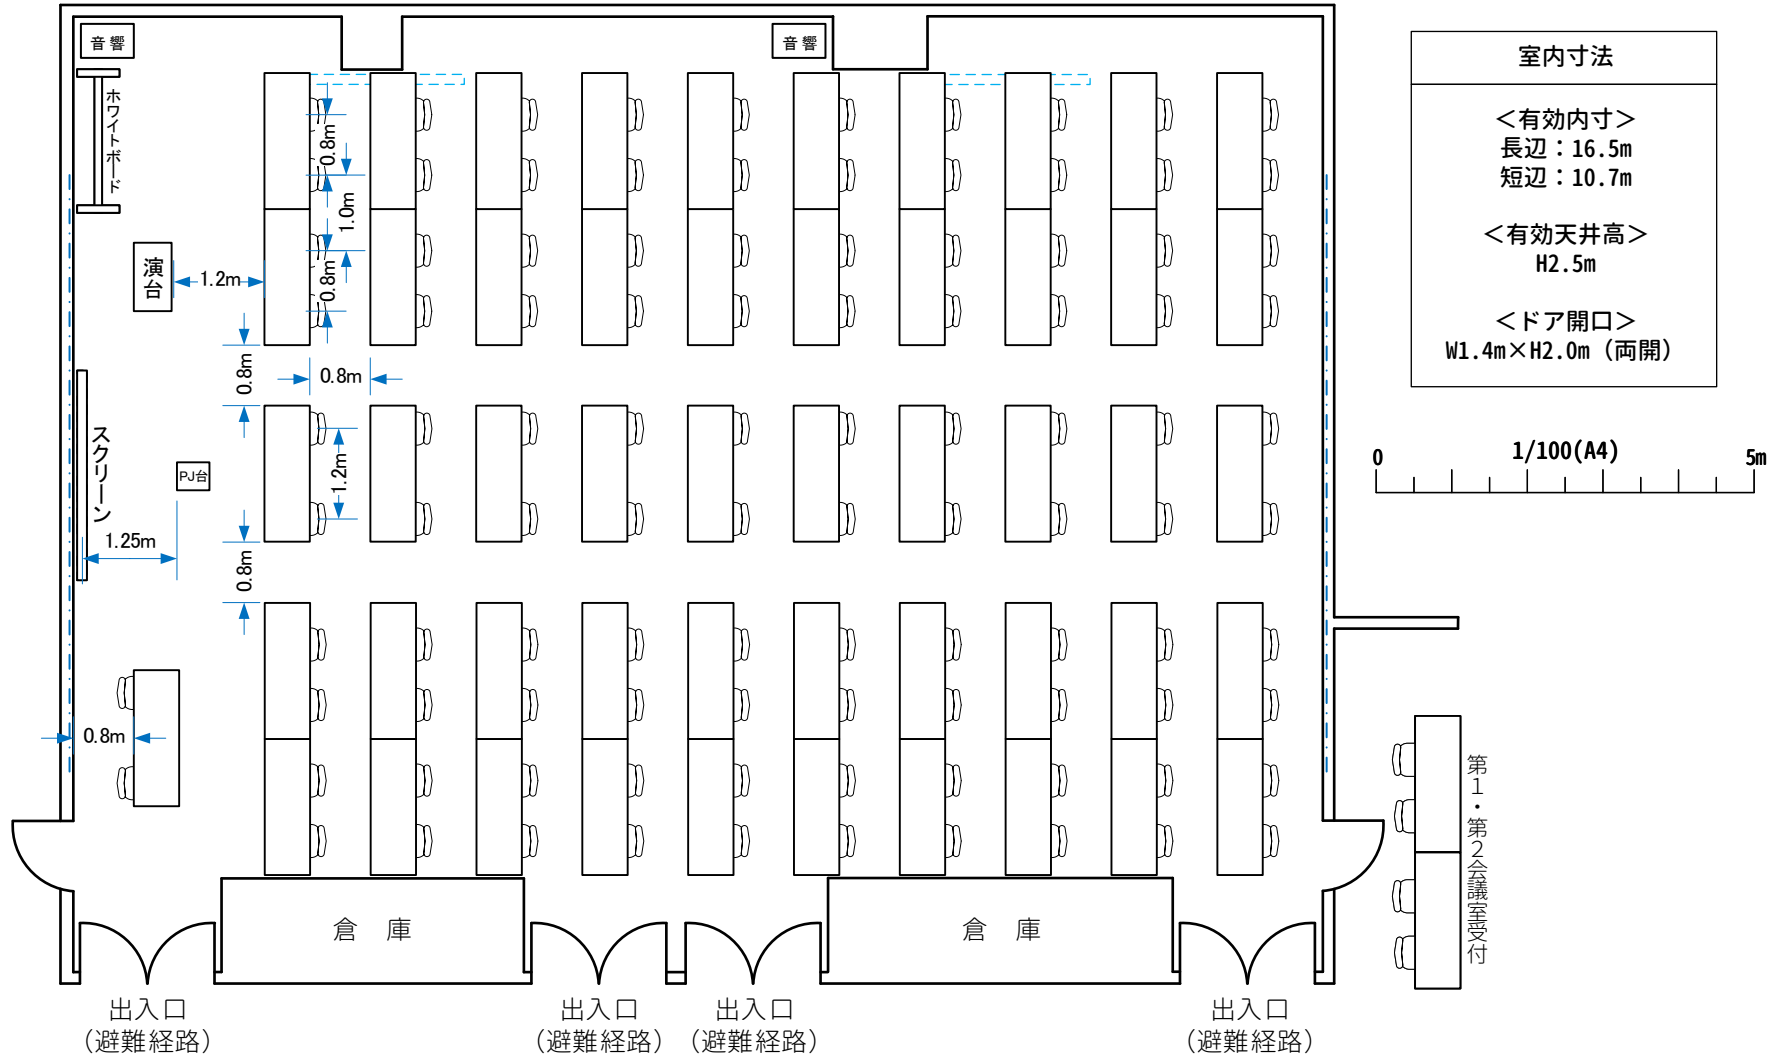 音響
音響
ホワイトボード
演台
1.2m
0.8m
1.0m
0.8m
0.8m
0.8m
スクリーン
PJ台
1.2m
1.25m
0.8m
0.8m
倉 庫
倉 庫
出入口
(避難経路)
出入口
(避難経路)
出入口
(避難経路)
出入口
(避難経路)
室内寸法
＜有効内寸＞
長辺：16.5m
短辺：10.7m
＜有効天井高＞
H2.5m
＜ドア開口＞
W1.4m×H2.0m（両開）
0
1/100(A4)
5m
第１・第２会議室受付